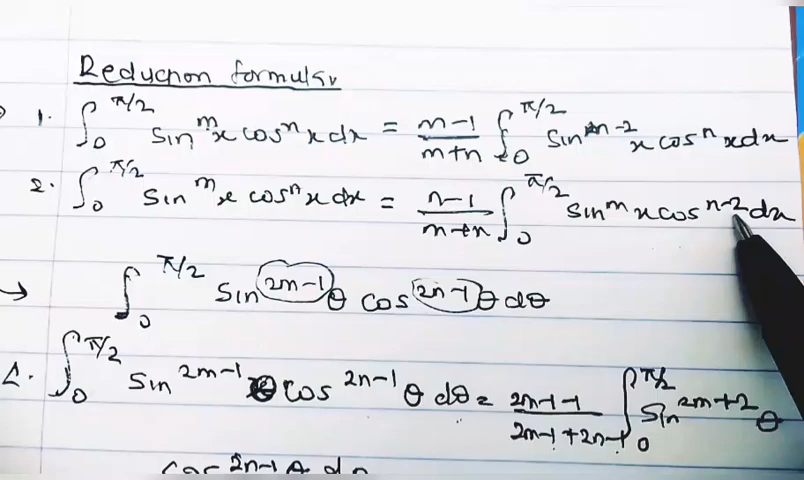 Reduction formular
1. ∫₀^π/2 sin^m x cos^n x dx = m-1/m+n ∫₀^π/2 sin^m-2 x cos^n x dx
2. ∫₀^π/2 sin^m x cos^n x dx = n-1/m+n ∫₀^π/2 sin^m x cos^n-2 dx
→ ∫₀^π/2 sin^2m-1 θ cos^2n-1 θ dθ
∫₀^π/2 sin^2m-1 θ cos^2n-1 θ dθ = 2m-1-1/2m-1+2n-1 ∫₀^π/2 sin^2m+2 θ